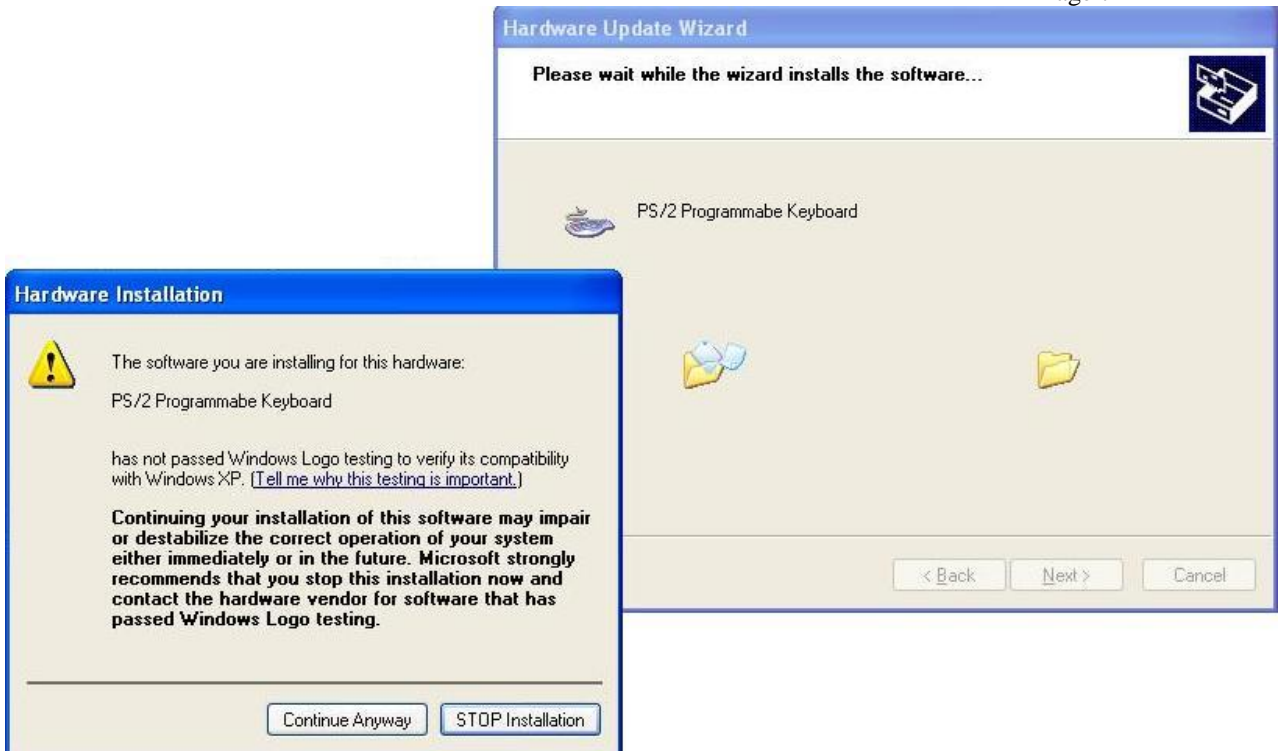 Hardware Update Wizard
Please wait while the wizard installs the software...
PS/2 Programmabe Keyboard
< Back
Next >
Cancel
Hardware Installation
The software you are installing for this hardware:
PS/2 Programmabe Keyboard
has not passed Windows Logo testing to verify its compatibility
with Windows XP. (Tell me why this testing is important.)
Continuing your installation of this software may impair
or destabilize the correct operation of your system
either immediately or in the future. Microsoft strongly
recommends that you stop this installation now and
contact the hardware vendor for software that has
passed Windows Logo testing.
Continue Anyway
STOP Installation